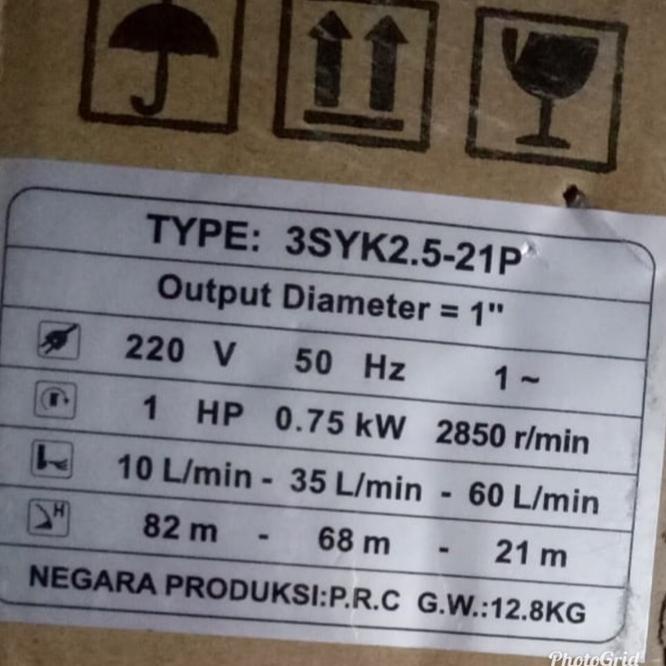 TYPE: 3SYK2.5-21P
Output Diameter = 1"
220 V 50 Hz 1 ~
1 HP 0.75 kW 2850 r/min
10 L/min - 35 L/min - 60 L/min
H 82 m - 68 m - 21 m
NEGARA PRODUKSI:P.R.C G.W.:12.8KG
PhotoGrid